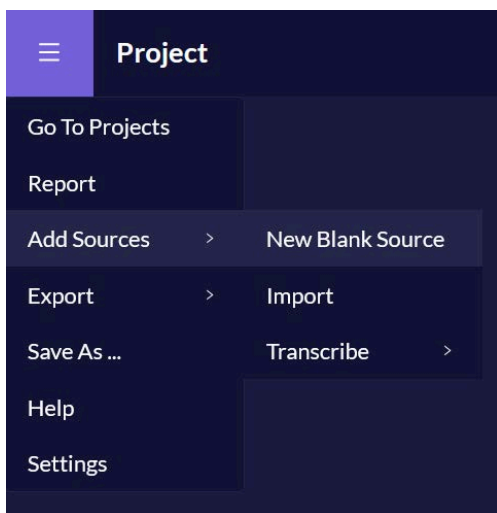 Project
Go To Projects
Report
Add Sources > New Blank Source
Export > Import
Save As ... Transcribe >
Help
Settings